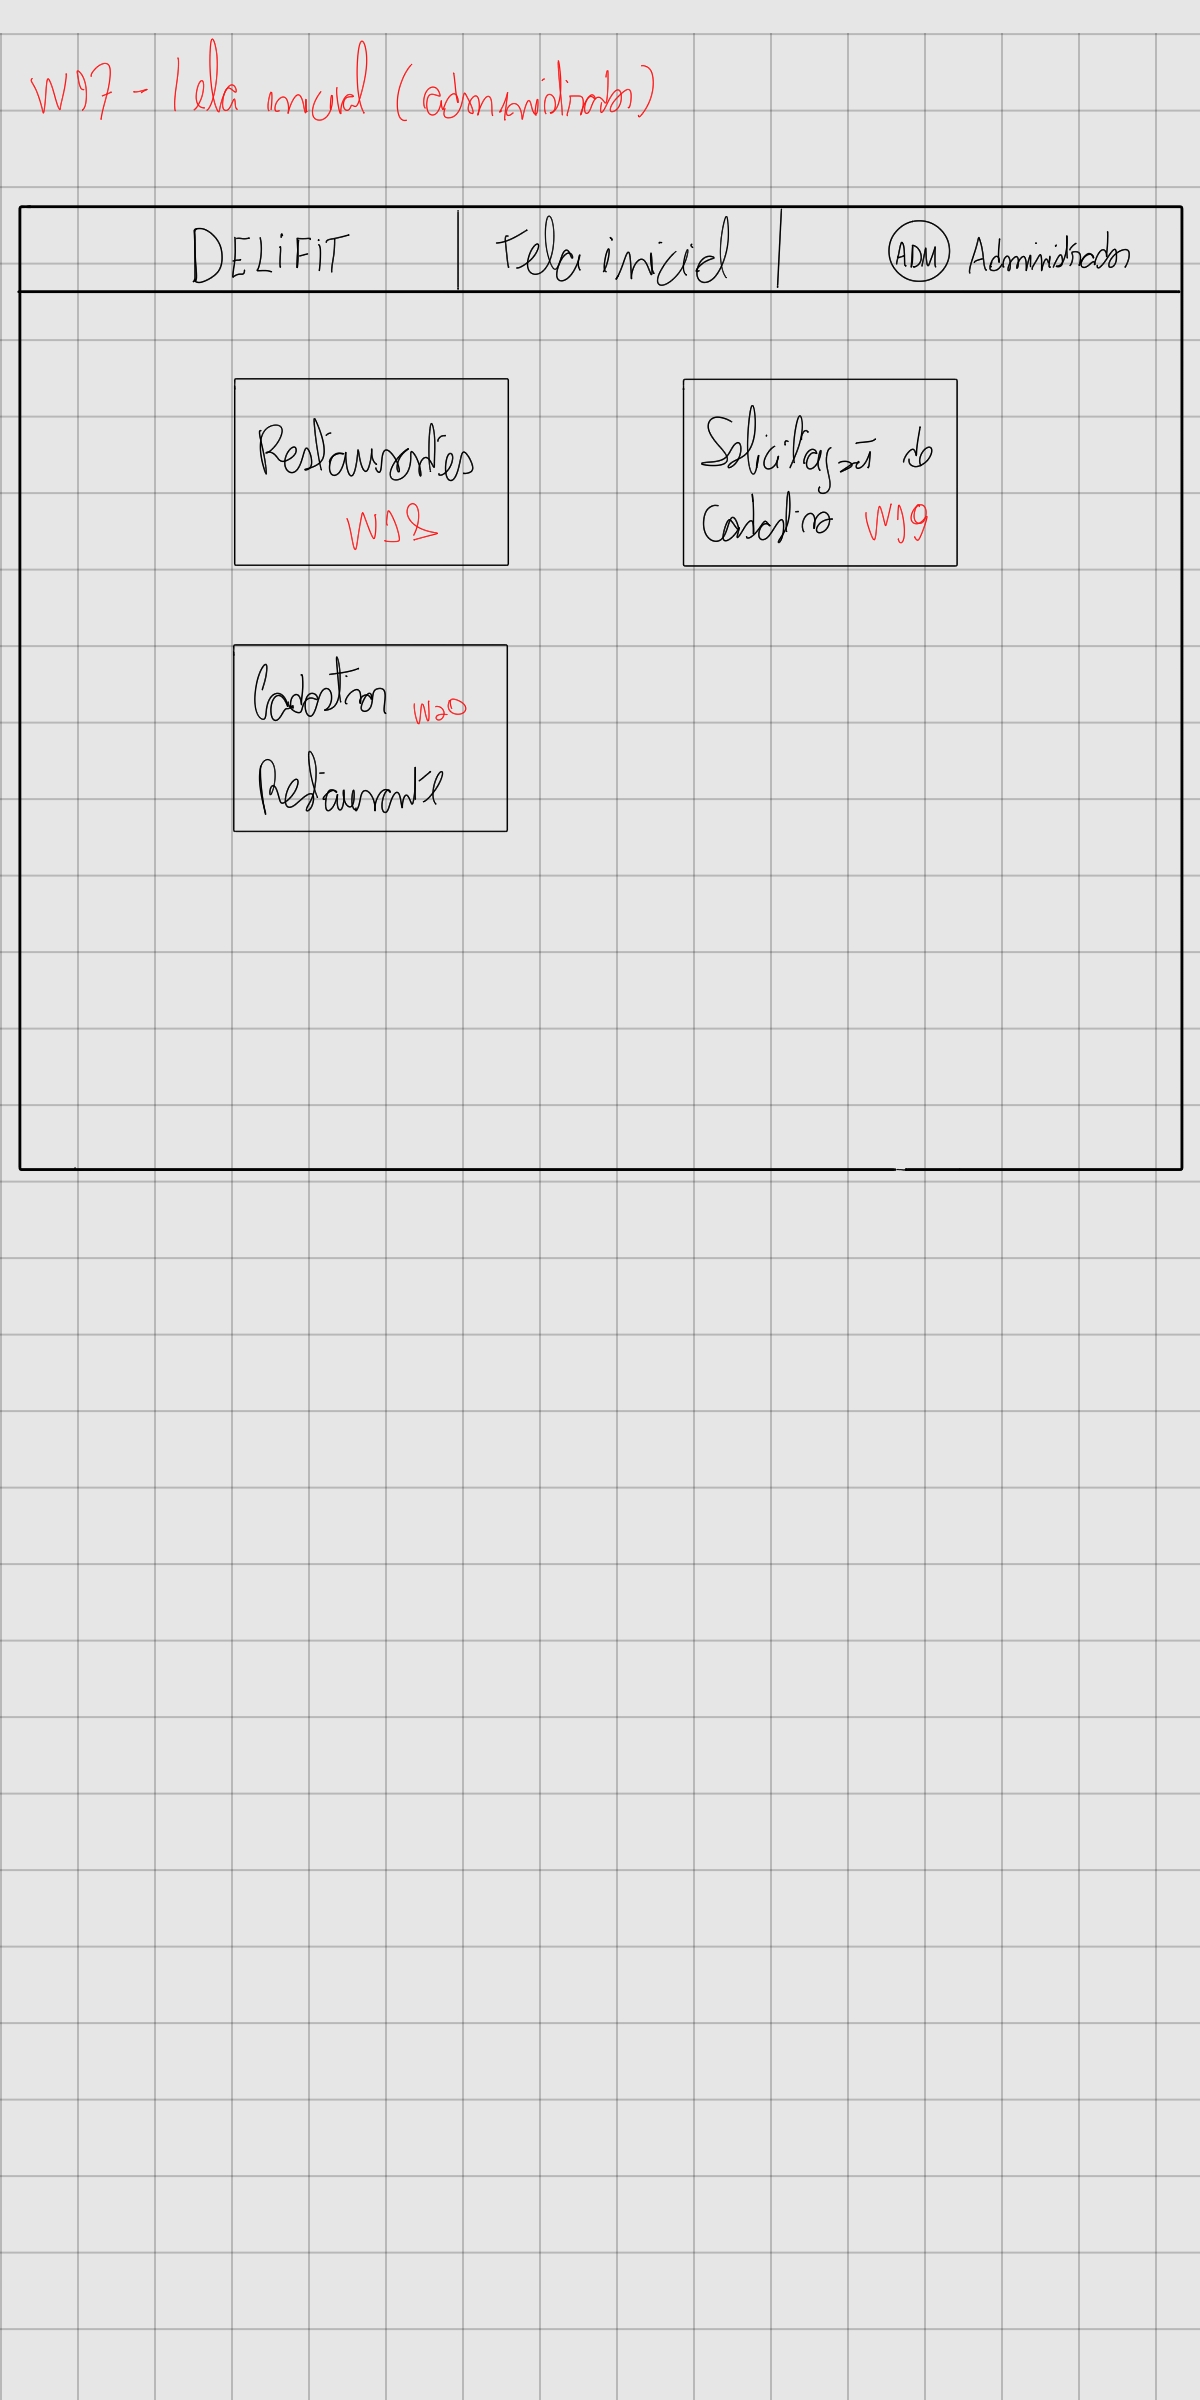 W17 - Tela inicial (administrador)
DELIFIT Tela inicial ADM Administrador
Restaurantes
W18
Solicitação de
Cadastro W19
Cadastrar W20
Restaurante